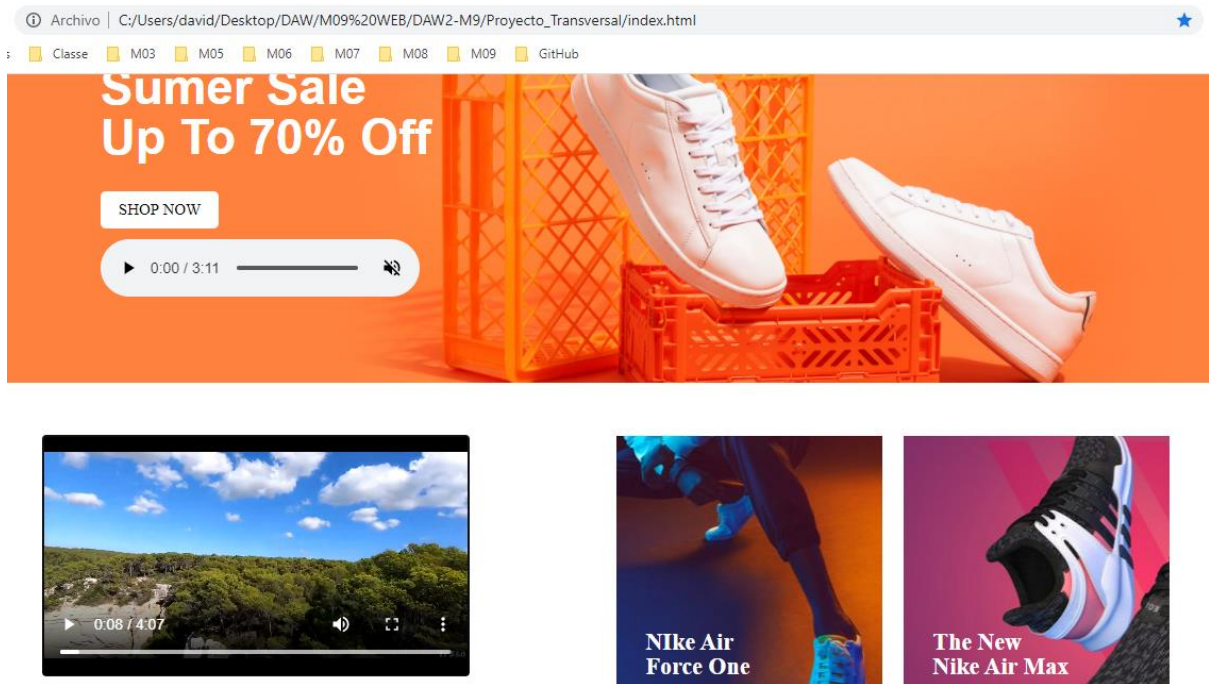 Archivo C:/Users/david/Desktop/DAW/M09%20WEB/DAW2-M9/Proyecto_Transversal/index.html
s Classe M03 M05 M06 M07 M08 M09 GitHub
Sumer Sale
Up To 70% Off
SHOP NOW
0:00 / 3:11
0:08 / 4:07
NIke Air
Force One
The New
Nike Air Max